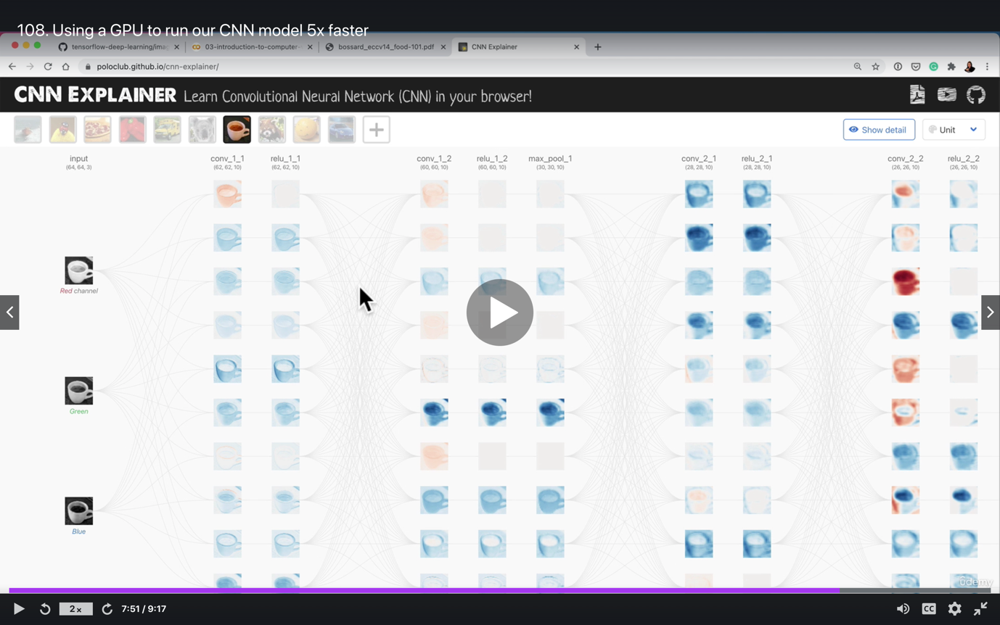 108. Using a GPU to run our CNN model 5x faster
tensorflow-deep-learning/imag
03-introduction-to-computer-
bossard_eccv14_food-101.pdf
CNN Explainer
poloclub.github.io/cnn-explainer/
CNN EXPLAINER Learn Convolutional Neural Network (CNN) in your browser!
Show detail
Unit
input conv_1_1 relu_1_1 conv_1_2 relu_1_2 max_pool_1 conv_2_1 relu_2_1 conv_2_2 relu_2_2
(64, 64, 3) (62, 62, 10) (62, 62, 10) (60, 60, 10) (60, 60, 10) (30, 30, 10) (28, 28, 10) (28, 28, 10) (26, 26, 10) (26, 26, 10)
Red channel
Green
Blue
ûdemy
2x
7:51 / 9:17
CC